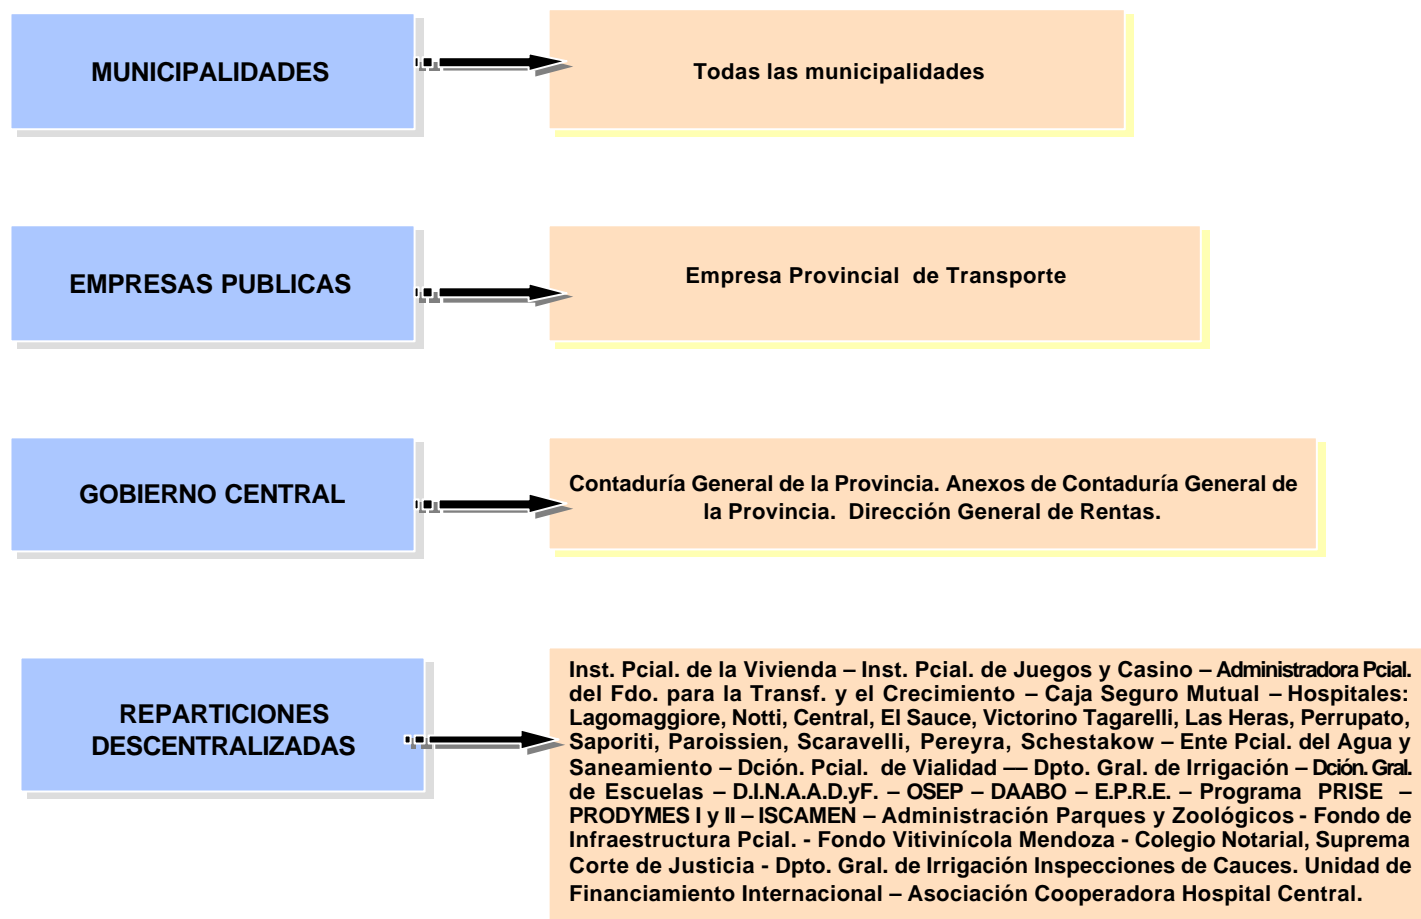 MUNICIPALIDADES
Todas las municipalidades
EMPRESAS PUBLICAS
Empresa Provincial de Transporte
GOBIERNO CENTRAL
Contaduría General de la Provincia. Anexos de Contaduría General de
la Provincia. Dirección General de Rentas.
REPARTICIONES
DESCENTRALIZADAS
Inst. Pcial. de la Vivienda – Inst. Pcial. de Juegos y Casino – Administradora Pcial.
del Fdo. para la Transf. y el Crecimiento – Caja Seguro Mutual – Hospitales:
Lagomaggiore, Notti, Central, El Sauce, Victorino Tagarelli, Las Heras, Perrupato,
Saporiti, Paroissien, Scaravelli, Pereyra, Schestakow – Ente Pcial. del Agua y
Saneamiento – Dción. Pcial. de Vialidad –– Dpto. Gral. de Irrigación – Dción. Gral.
de Escuelas – D.I.N.A.A.D.yF. – OSEP – DAABO – E.P.R.E. – Programa PRISE –
PRODYMES I y II – ISCAMEN – Administración Parques y Zoológicos - Fondo de
Infraestructura Pcial. - Fondo Vitivinícola Mendoza - Colegio Notarial, Suprema
Corte de Justicia - Dpto. Gral. de Irrigación Inspecciones de Cauces. Unidad de
Financiamiento Internacional – Asociación Cooperadora Hospital Central.